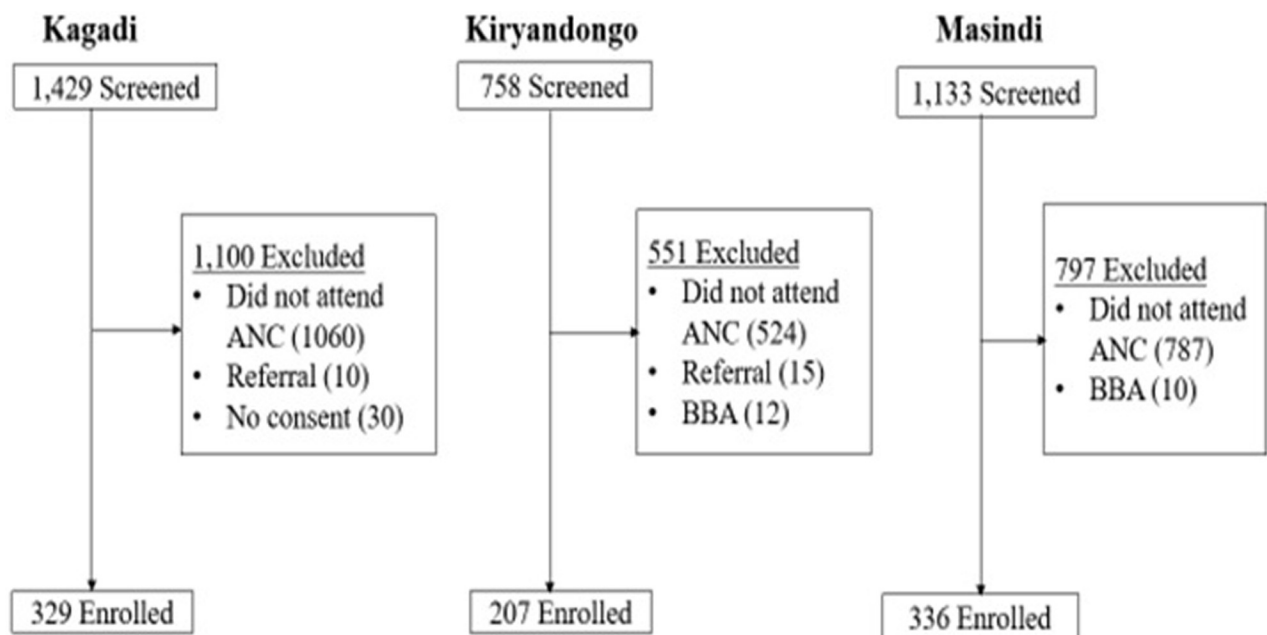 Kagadi
1,429 Screened
1,100 Excluded
• Did not attend
ANC (1060)
• Referral (10)
• No consent (30)
329 Enrolled
Kiryandongo
758 Screened
551 Excluded
• Did not attend
ANC (524)
• Referral (15)
• BBA (12)
207 Enrolled
Masindi
1,133 Screened
797 Excluded
• Did not attend
ANC (787)
• BBA (10)
336 Enrolled